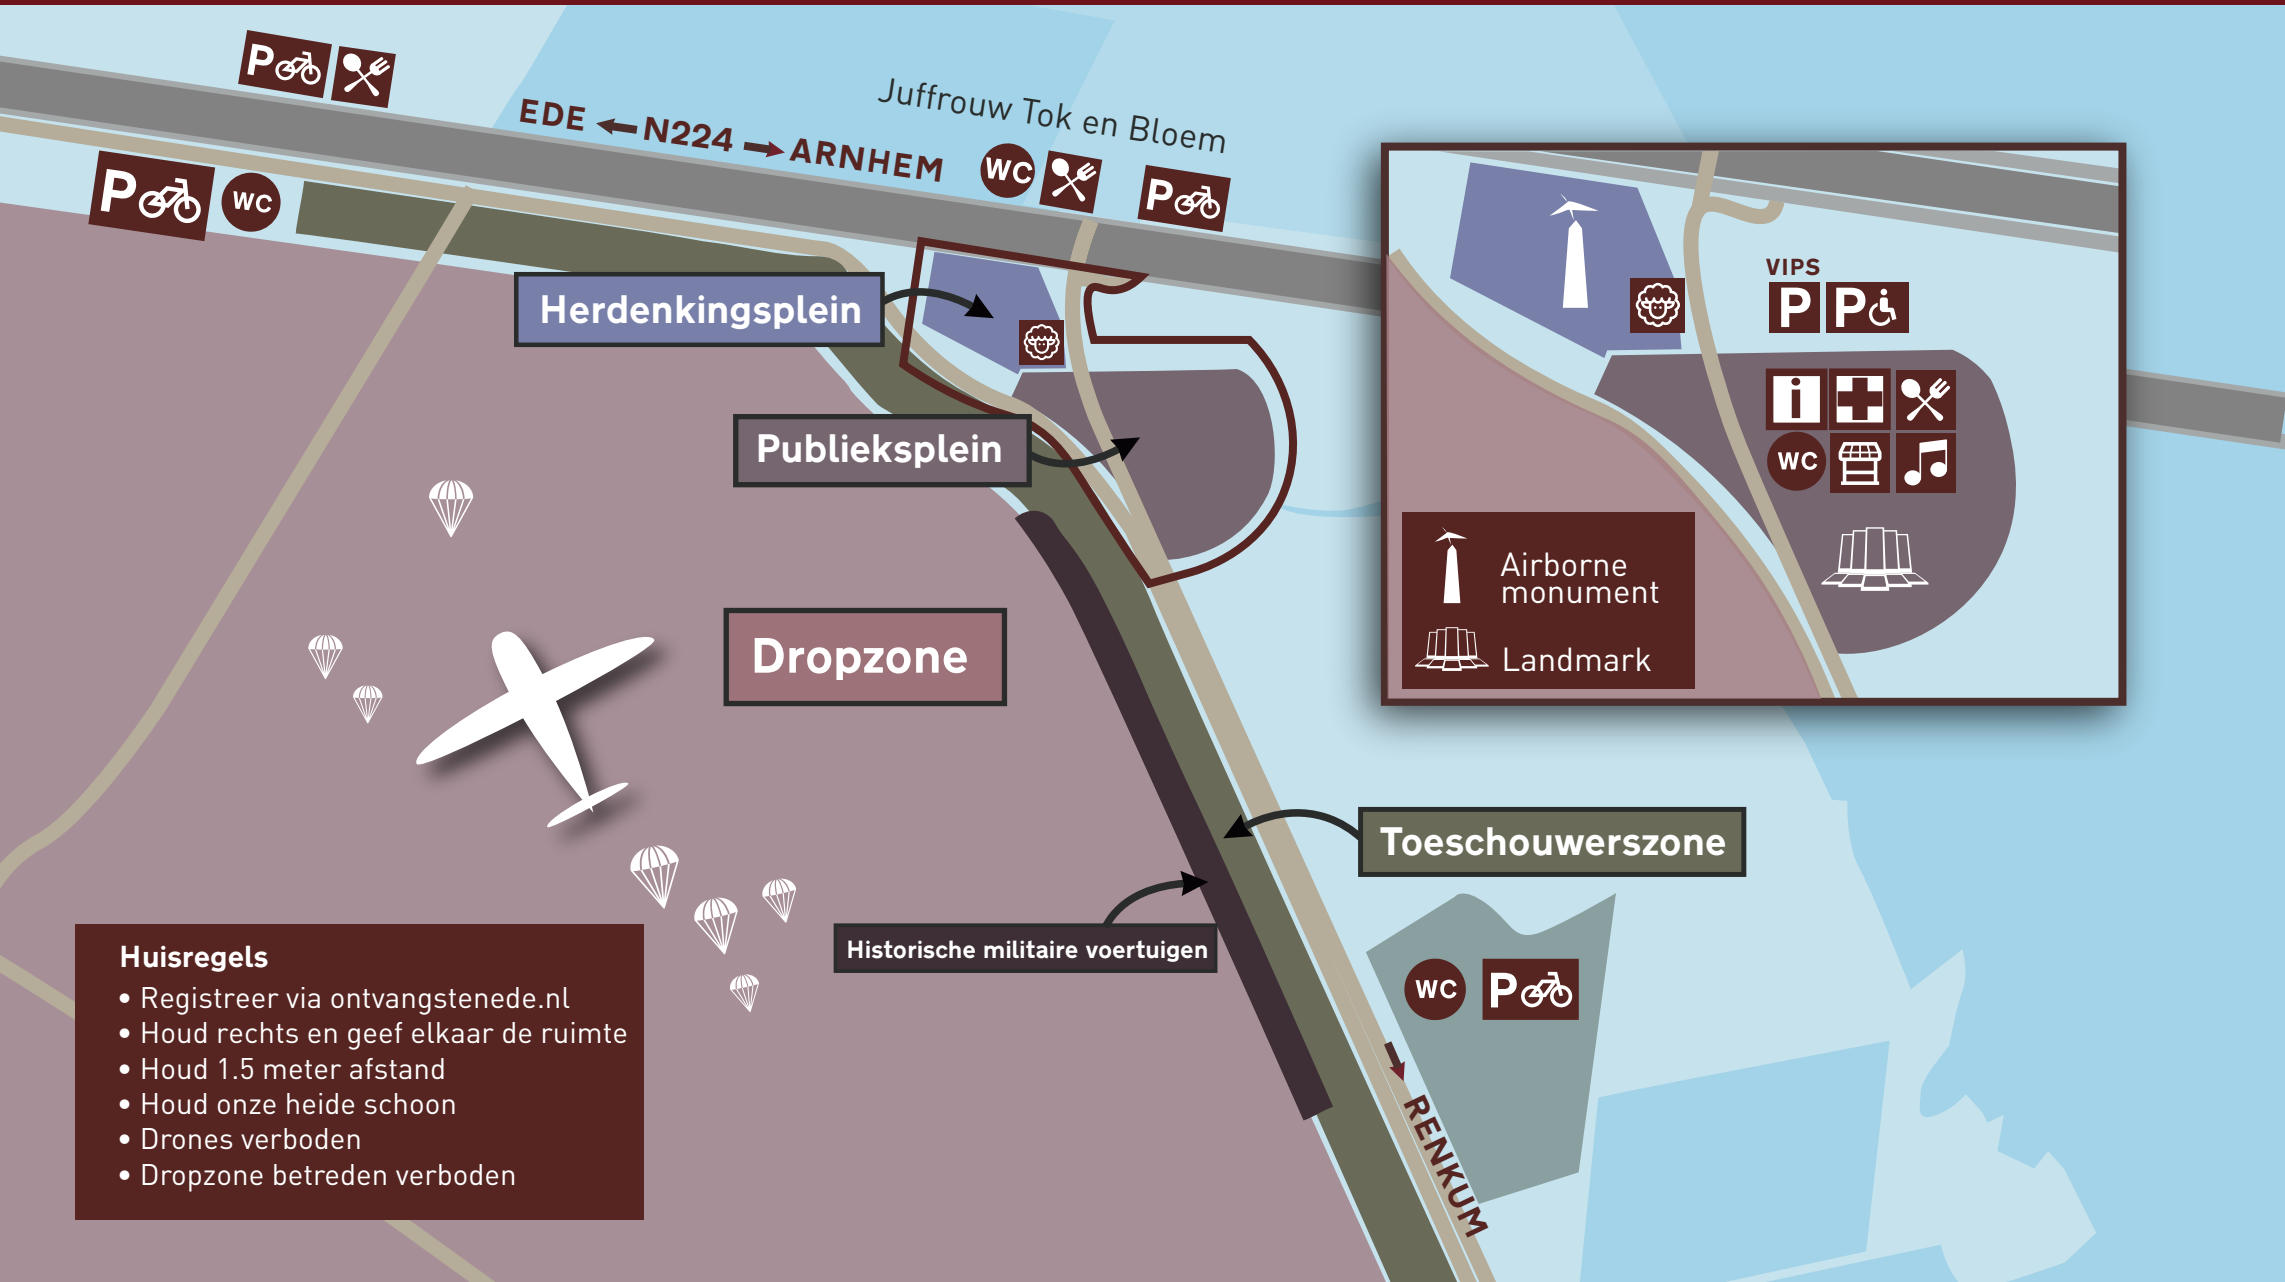 P
EDE
N224
ARNHEM
Juffrouw Tok en Bloem
WC
P
P
WC
Herdenkingsplein
Publieksplein
Dropzone
Toeschouwerszone
Historische militaire voertuigen
WC
P
RENKUM
VIPS
P
P
i
WC
Airborne
monument
Landmark
Huisregels
• Registreer via ontvangstenede.nl
• Houd rechts en geef elkaar de ruimte
• Houd 1.5 meter afstand
• Houd onze heide schoon
• Drones verboden
• Dropzone betreden verboden